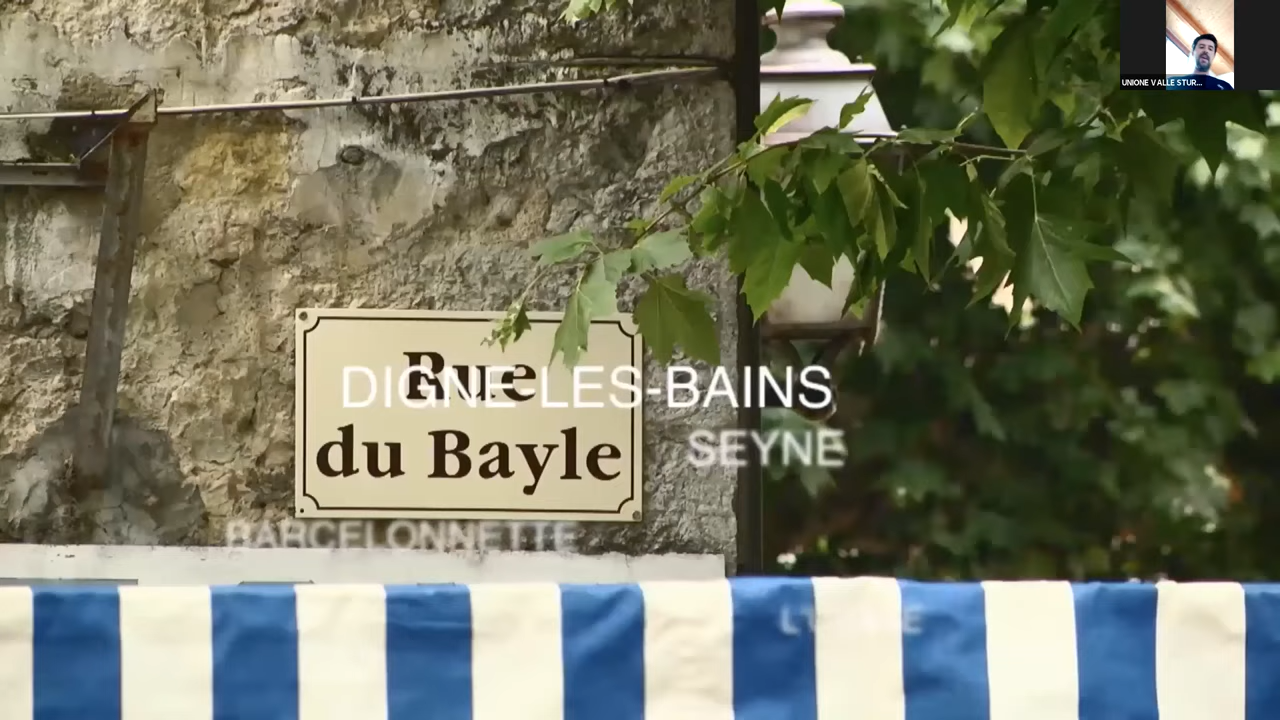 UNIONE VALLE STUR...
Rue
du Bayle
DIGNE-LES-BAINS
SEYNE
BARCELONNETTE